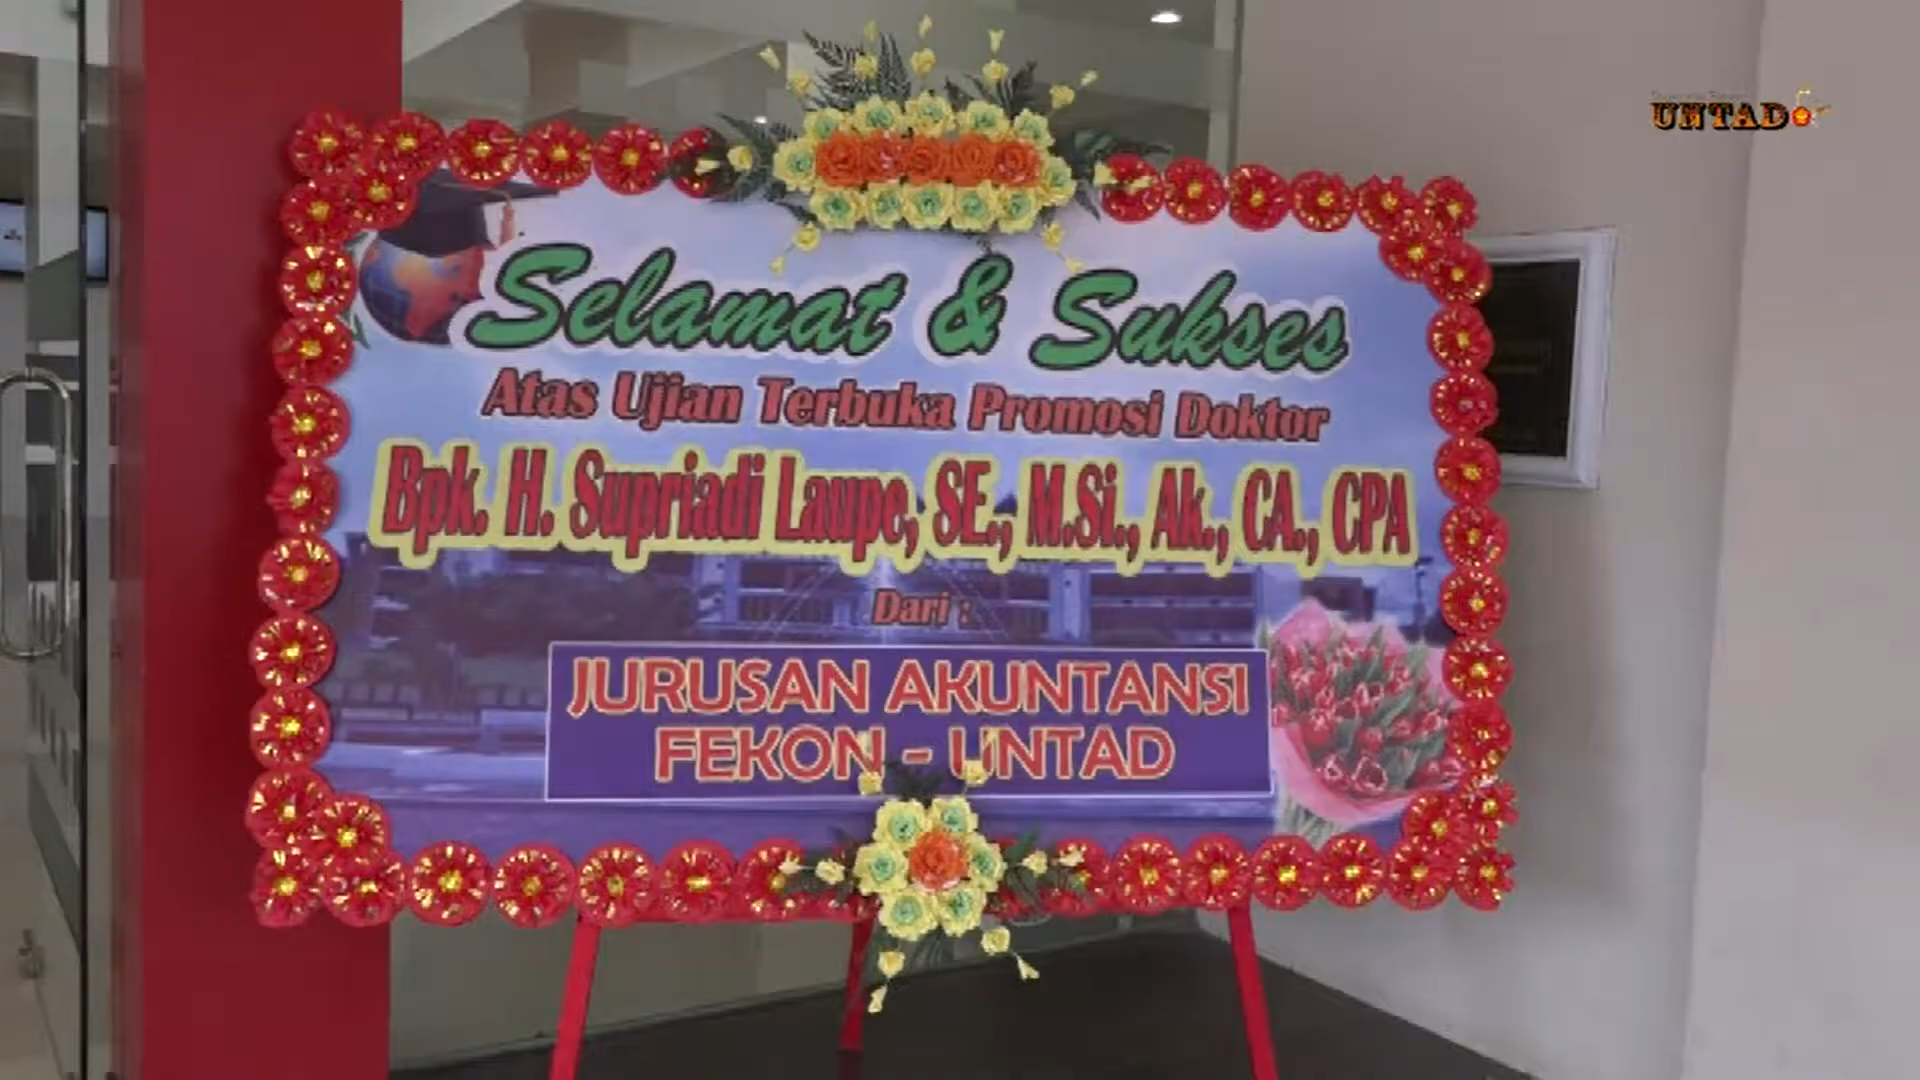 UNTAD
Selamat & Sukses
Atas Ujian Terbuka Promosi Doktor
Bpk. H. Supriadi Laupe, SE., M.Si., Ak., CA., CPA
Dari :
JURUSAN AKUNTANSI
FEKON - UNTAD